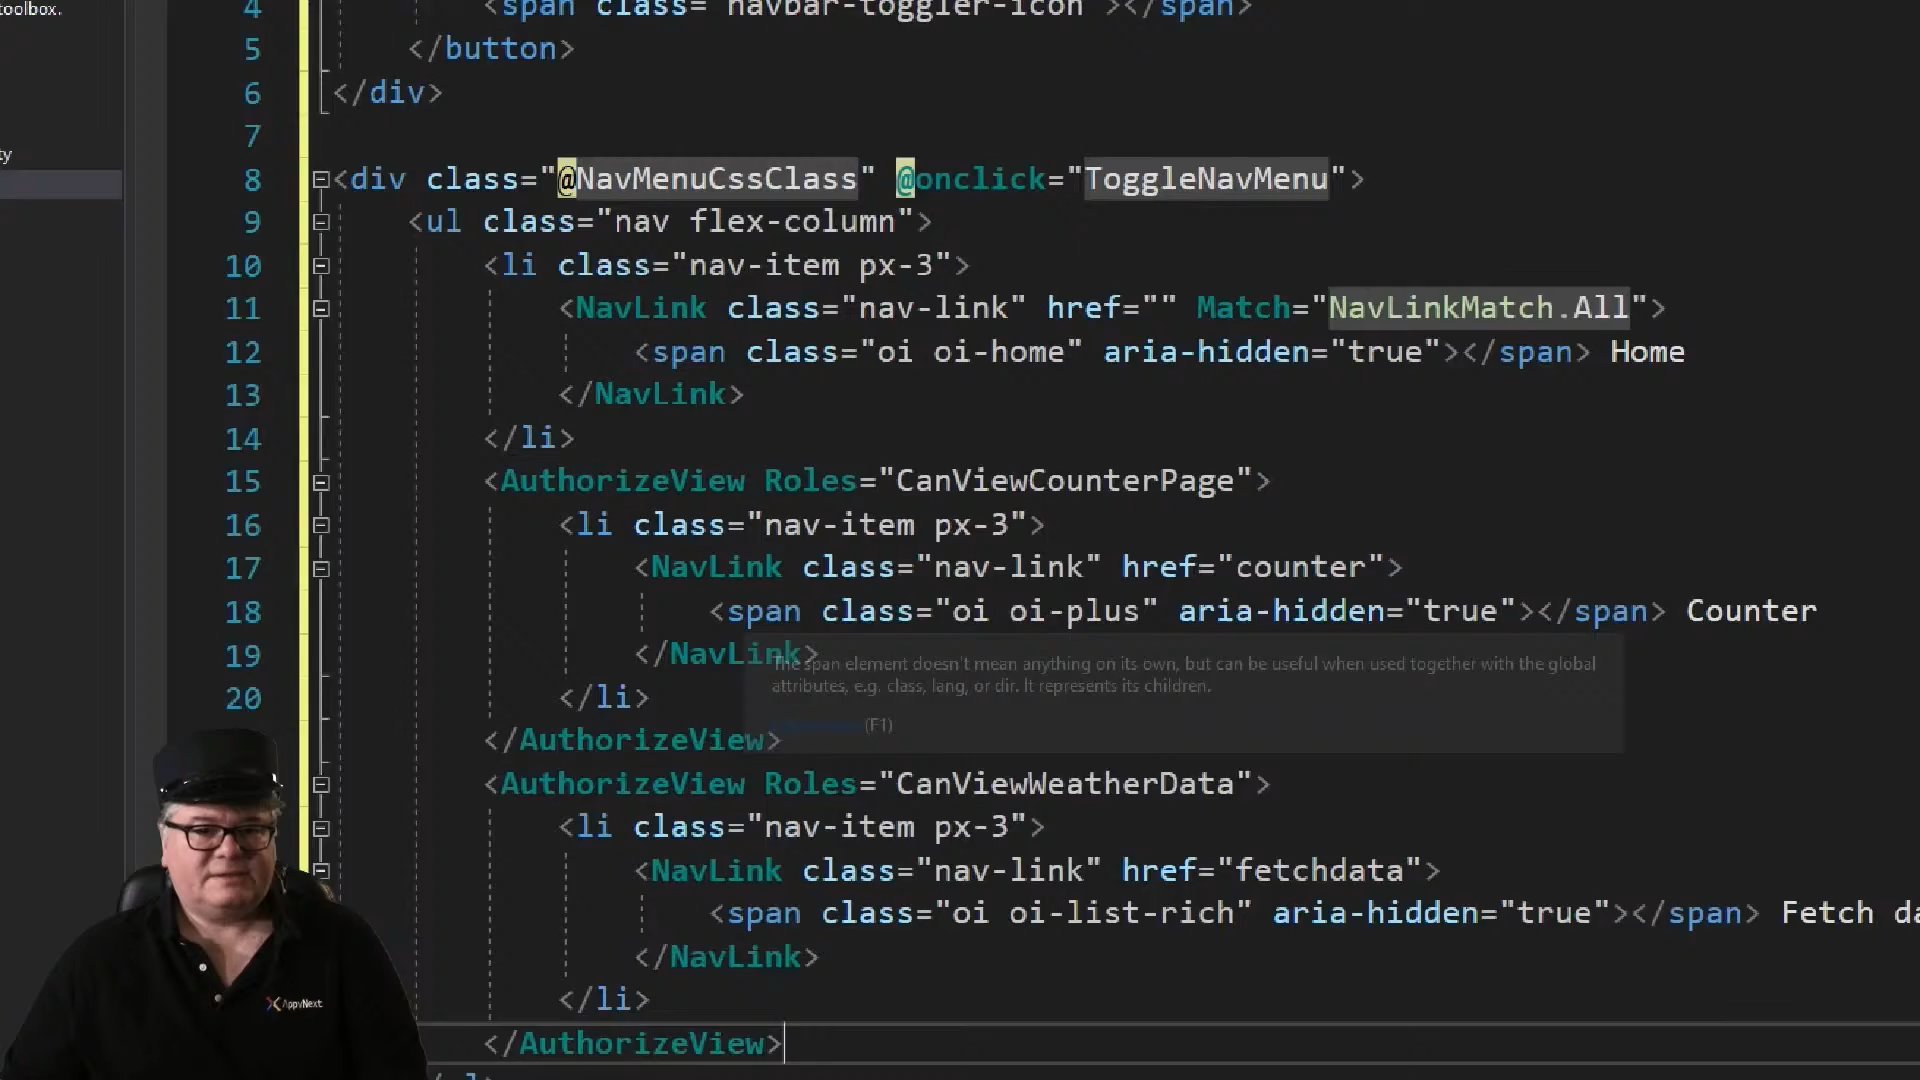 toolbox.
ty
4 <span class="navbar-toggler-icon"></span>
5 </button>
6 </div>
7
8 <div class="@NavMenuCssClass" @onclick="ToggleNavMenu">
9 <ul class="nav flex-column">
10 <li class="nav-item px-3">
11 <NavLink class="nav-link" href="" Match="NavLinkMatch.All">
12 <span class="oi oi-home" aria-hidden="true"></span> Home
13 </NavLink>
14 </li>
15 <AuthorizeView Roles="CanViewCounterPage">
16 <li class="nav-item px-3">
17 <NavLink class="nav-link" href="counter">
18 <span class="oi oi-plus" aria-hidden="true"></span> Counter
19 </NavLink>
The span element doesn't mean anything on its own, but can be useful when used together with the global
attributes, e.g. class, lang, or dir. It represents its children.
20 </li>
(F1)
</AuthorizeView>
<AuthorizeView Roles="CanViewWeatherData">
<li class="nav-item px-3">
<NavLink class="nav-link" href="fetchdata">
<span class="oi oi-list-rich" aria-hidden="true"></span> Fetch da
</NavLink>
</li>
</AuthorizeView>
AppvNext